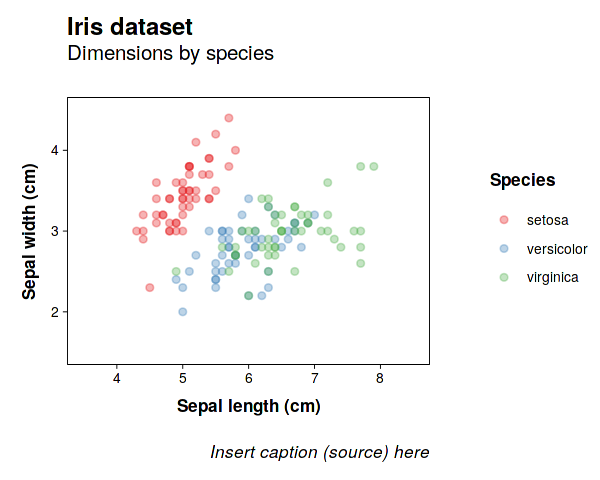 Iris dataset
Dimensions by species
Sepal width (cm)
4
3
2
4 5 6 7 8
Sepal length (cm)
Species
setosa
versicolor
virginica
Insert caption (source) here